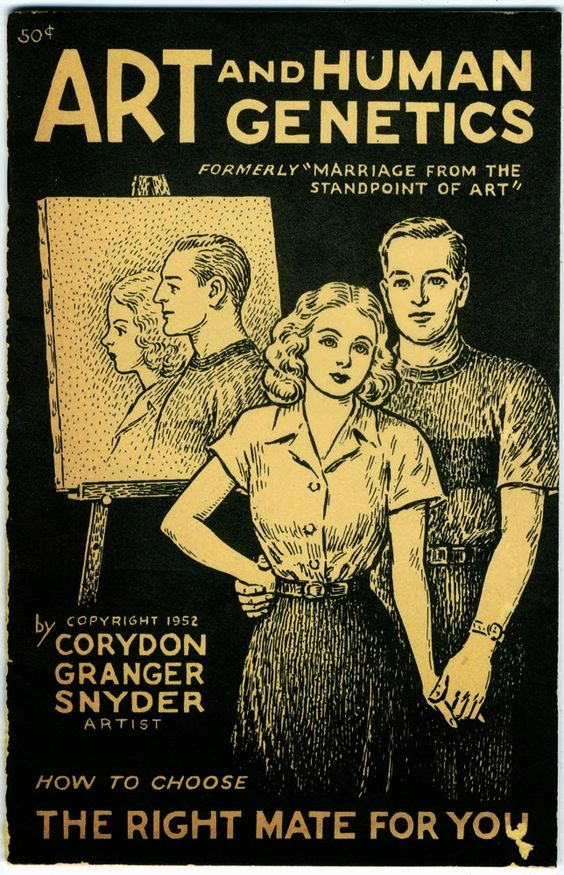 50¢
ART AND HUMAN
GENETICS
FORMERLY "MARRIAGE FROM THE
STANDPOINT OF ART"
by COPYRIGHT 1952
CORYDON
GRANGER
SNYDER
ARTIST
HOW TO CHOOSE
THE RIGHT MATE FOR YOU